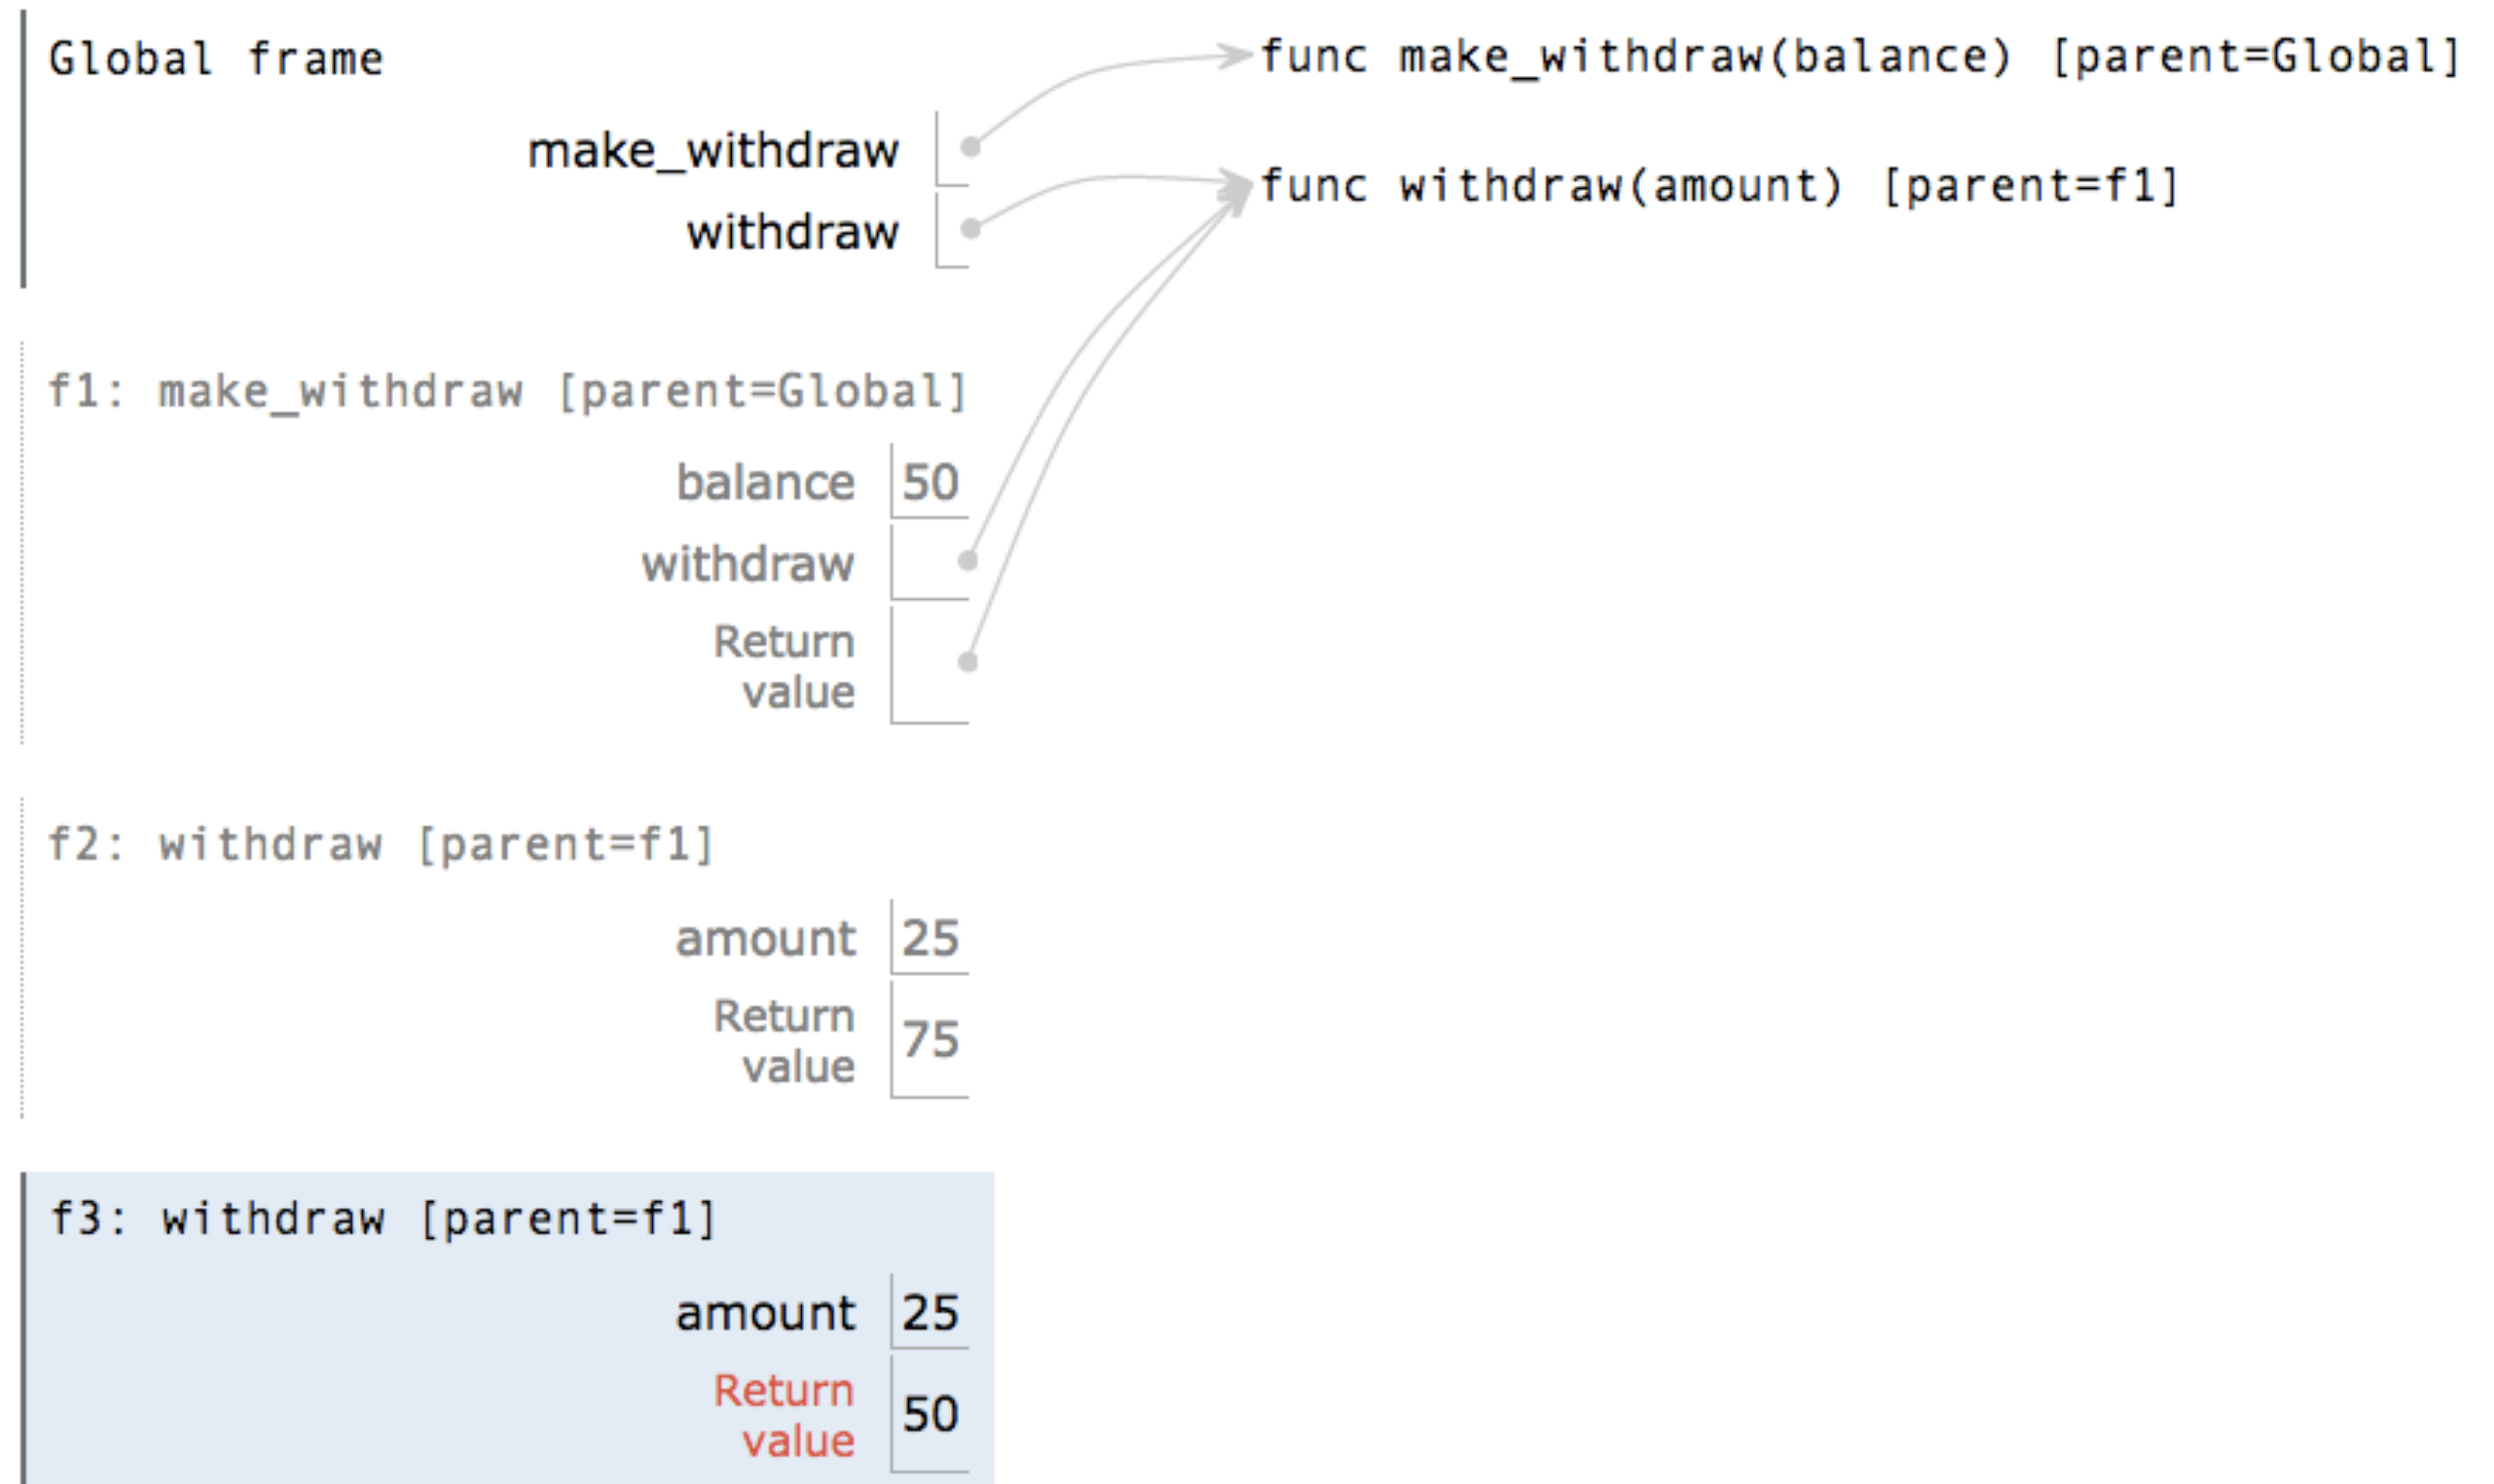 Global frame
func make_withdraw(balance) [parent=Global]
make_withdraw
func withdraw(amount) [parent=f1]
withdraw
f1: make_withdraw [parent=Global]
balance 50
withdraw
Return
value
f2: withdraw [parent=f1]
amount 25
Return
value 75
f3: withdraw [parent=f1]
amount 25
Return
value 50